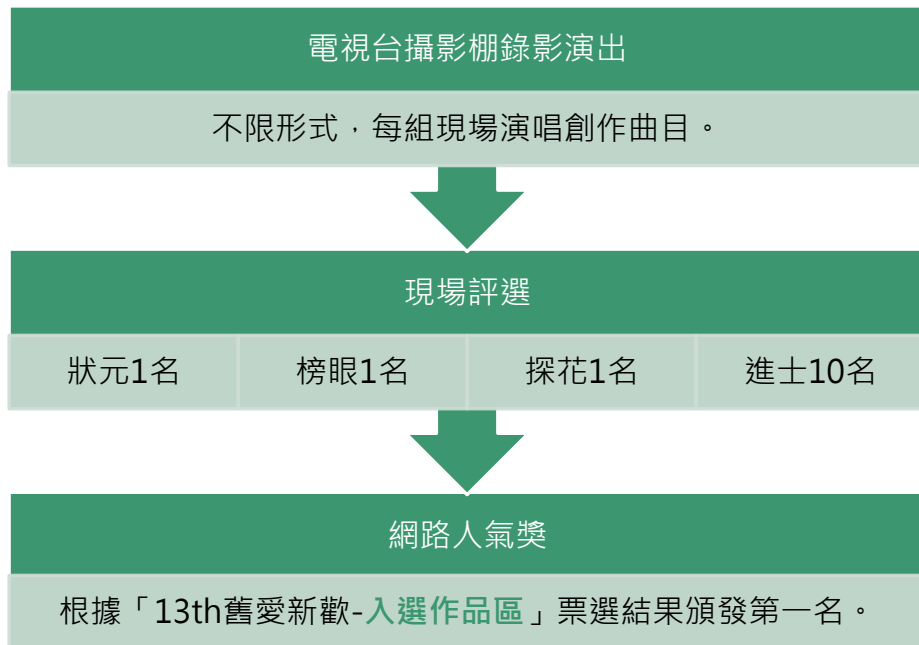 電視台攝影棚錄影演出
不限形式，每組現場演唱創作曲目。
現場評選
狀元1名
榜眼1名
探花1名
進士10名
網路人氣獎
根據「13th舊愛新歡-入選作品區」票選結果頒發第一名。